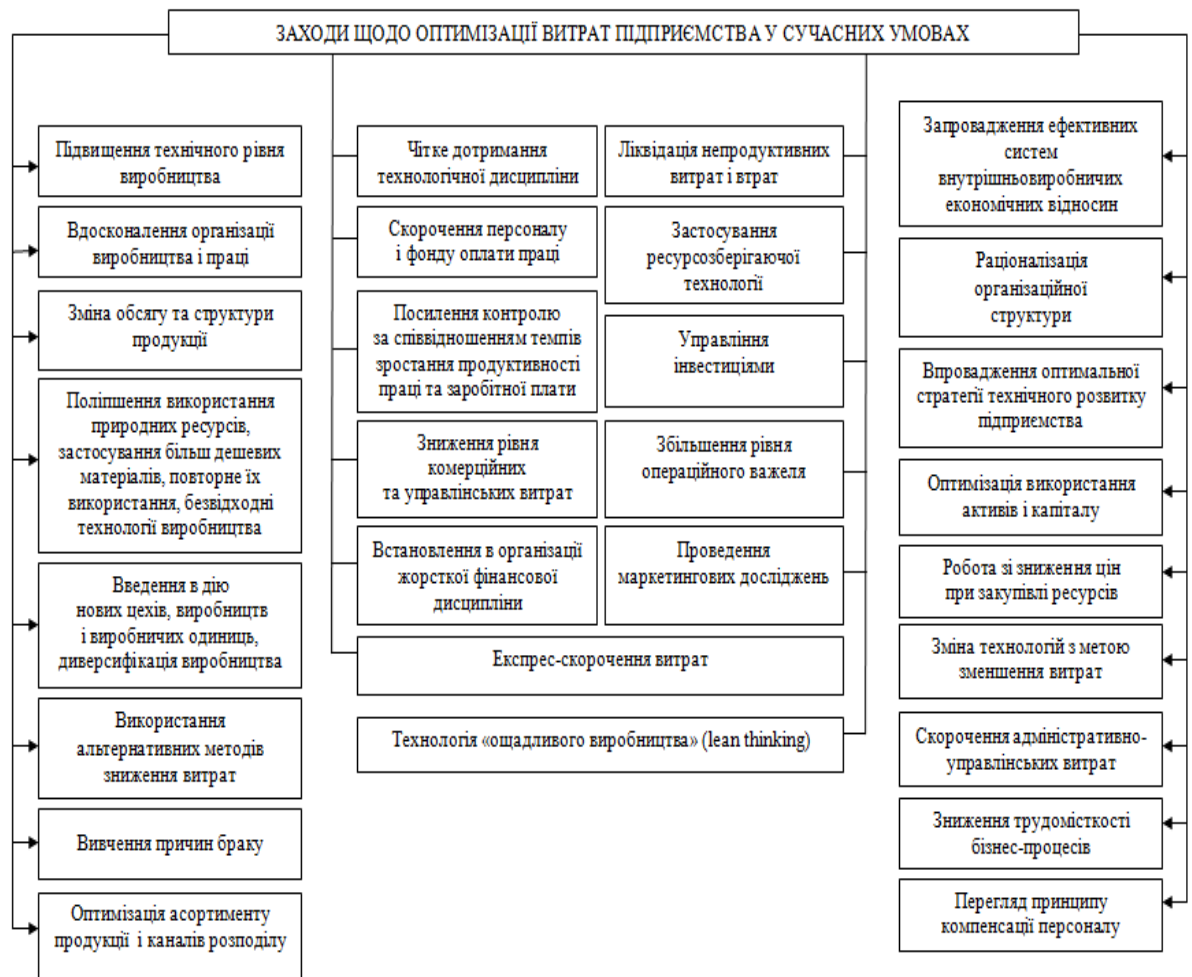 ЗАХОДИ ЩОДО ОПТИМІЗАЦІЇ ВИТРАТ ПІДПРИЄМСТВА У СУЧАСНИХ УМОВАХ
Підвищення технічного рівня
виробництва
Вдосконалення організації
виробництва і праці
Зміна обсягу та структури
продукції
Поліпшення використання
природних ресурсів,
застосування більш дешевих
матеріалів, повторне їх
використання, безвідходні
технології виробництва
Введення в дію
нових цехів, виробництв
і виробничих одиниць,
диверсифікація виробництва
Використання
альтернативних методів
зниження витрат
Вивчення причин браку
Оптимізація асортименту
продукції і каналів розподілу
Чітке дотримання
технологічної дисципліни
Скорочення персоналу
і фонду оплати праці
Посилення контролю
за співвідношенням темпів
зростання продуктивності
праці та заробітної плати
Зниження рівня
комерційних
та управлінських витрат
Встановлення в організації
жорсткої фінансової
дисципліни
Ліквідація непродуктивних
витрат і втрат
Застосування
ресурсозберігаючої
технології
Управління
інвестиціями
Збільшення рівня
операційного важеля
Проведення
маркетингових досліджень
Експрес-скорочення витрат
Технологія «ощадливого виробництва» (lean thinking)
Запровадження ефективних
систем
внутрішньовиробничих
економічних відносин
Раціоналізація
організаційної
структури
Впровадження оптимальної
стратегії технічного розвитку
підприємства
Оптимізація використання
активів і капіталу
Робота зі зниження цін
при закупівлі ресурсів
Зміна технологій з метою
зменшення витрат
Скорочення адміністративно-
управлінських витрат
Зниження трудомісткості
бізнес-процесів
Перегляд принципу
компенсації персоналу